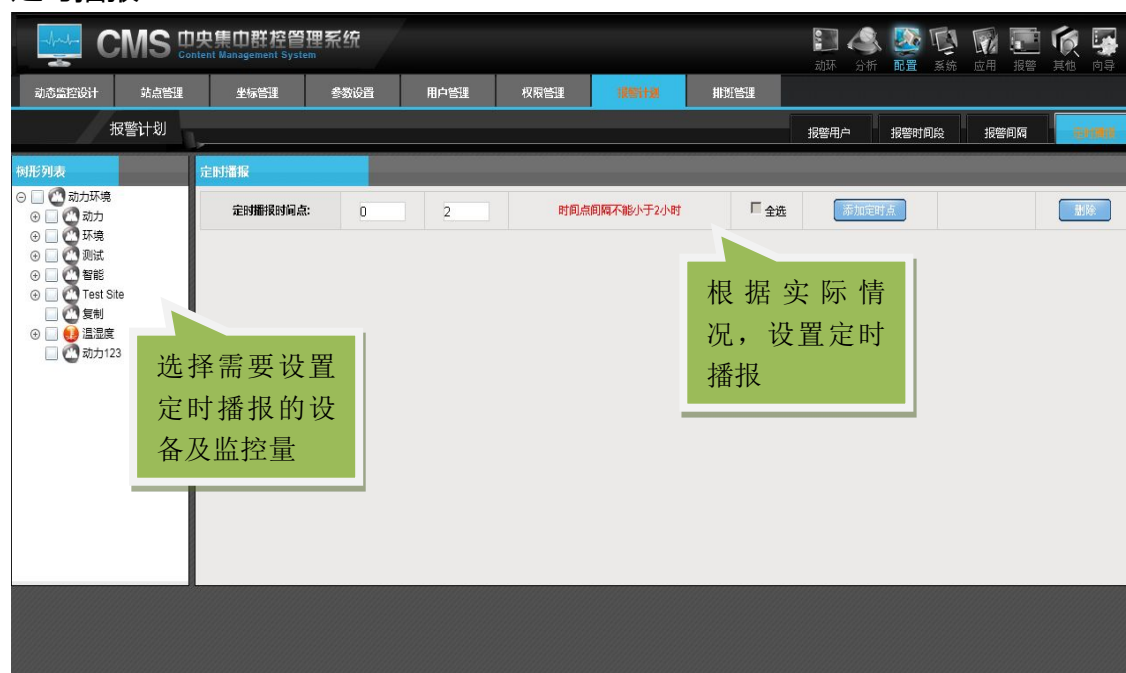 CMS 中央集中群控管理系统
Content Management System
动环 分析 配置 系统 应用 报警 其他 向导
动态监控设计 站点管理 坐标管理 参数设置 用户管理 权限管理 报警计划 排班管理
报警计划
报警用户 报警时间段 报警间隔 定时播报
树形列表
定时播报
动力环境
动力
环境
测试
智能
Test Site
复制
温湿度
动力123
定时播报时间点: 0 2 时间点间隔不能小于2小时 全选 添加定时点 删除
选择需要设置
定时播报的设
备及监控量
根据实际情
况，设置定时
播报